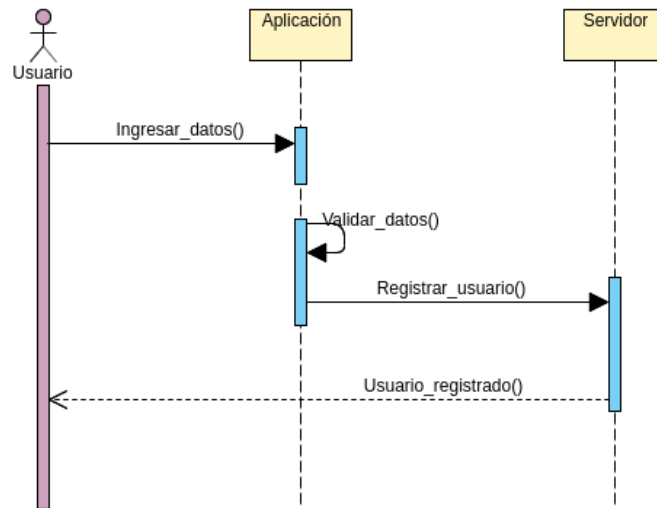 Aplicación
Servidor
Usuario
Ingresar_datos()
Validar_datos()
Registrar_usuario()
Usuario_registrado()